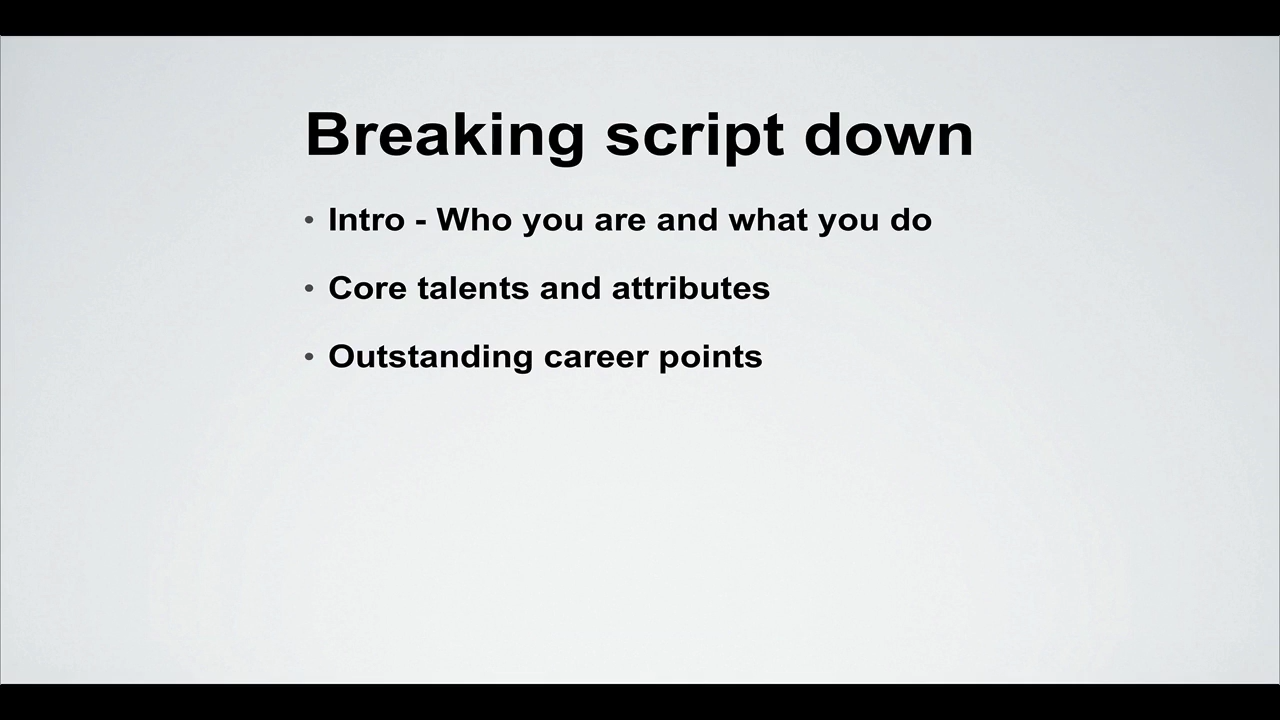 Breaking script down
• Intro - Who you are and what you do
• Core talents and attributes
• Outstanding career points